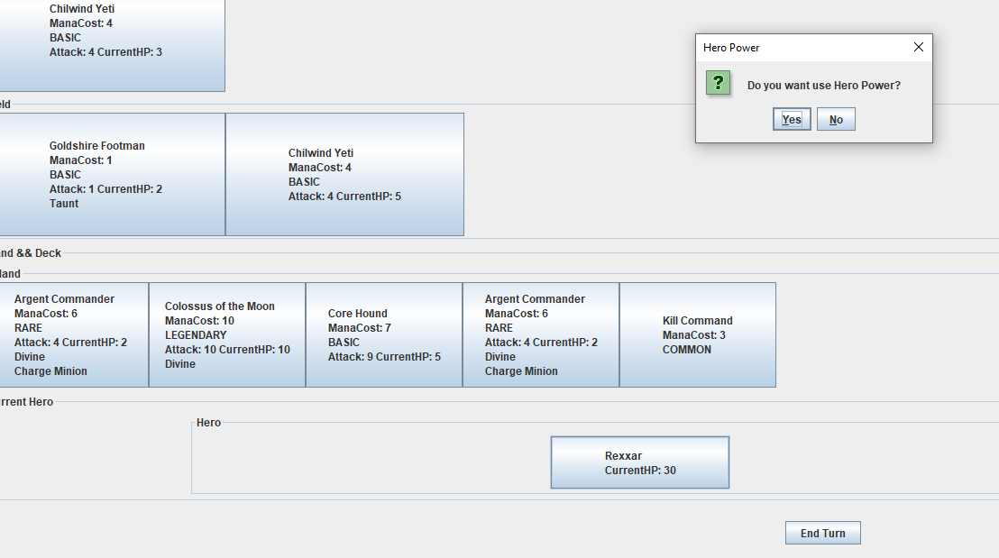 Chilwind Yeti
ManaCost: 4
BASIC
Attack: 4 CurrentHP: 3
Hero Power
Do you want use Hero Power?
Yes
No
eld
Goldshire Footman
ManaCost: 1
BASIC
Attack: 1 CurrentHP: 2
Taunt
Chilwind Yeti
ManaCost: 4
BASIC
Attack: 4 CurrentHP: 5
nd && Deck
Hand
Argent Commander
ManaCost: 6
RARE
Attack: 4 CurrentHP: 2
Divine
Charge Minion
Colossus of the Moon
ManaCost: 10
LEGENDARY
Attack: 10 CurrentHP: 10
Divine
Core Hound
ManaCost: 7
BASIC
Attack: 9 CurrentHP: 5
Argent Commander
ManaCost: 6
RARE
Attack: 4 CurrentHP: 2
Divine
Charge Minion
Kill Command
ManaCost: 3
COMMON
rrent Hero
Hero
Rexxar
CurrentHP: 30
End Turn